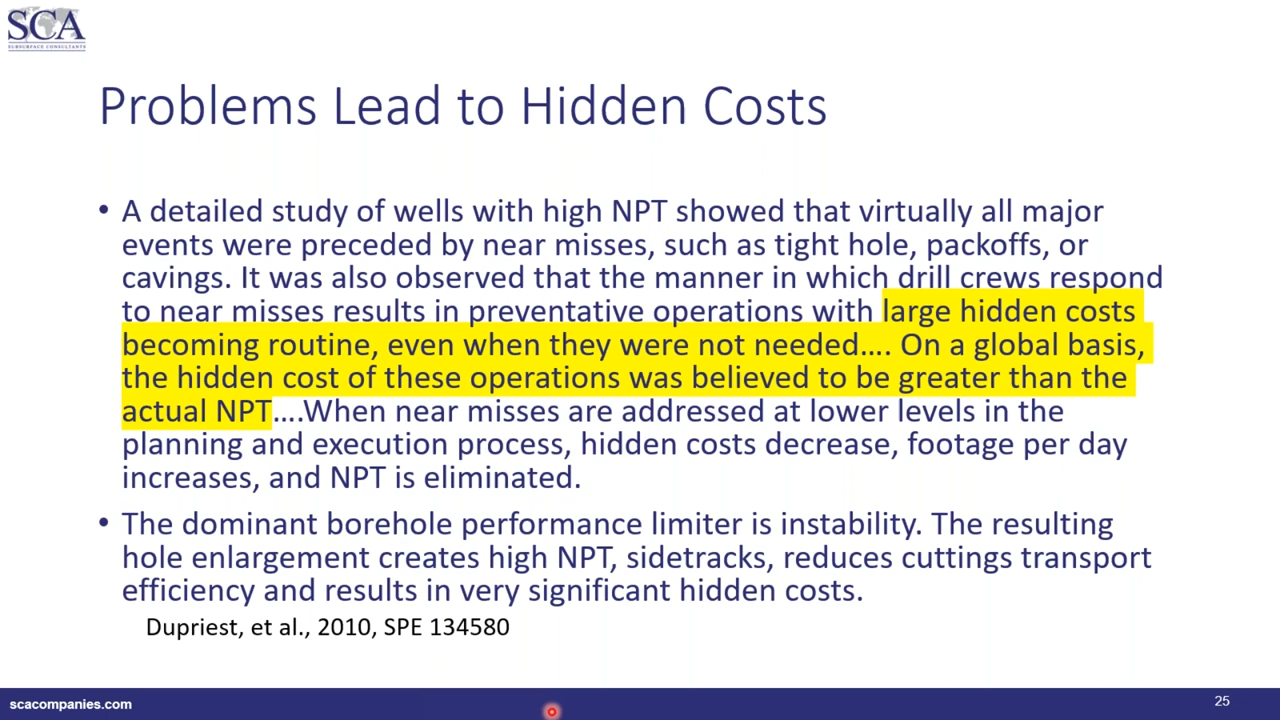 SCA
SUBSURFACE CONSULTANTS
Problems Lead to Hidden Costs
• A detailed study of wells with high NPT showed that virtually all major
events were preceded by near misses, such as tight hole, packoffs, or
cavings. It was also observed that the manner in which drill crews respond
to near misses results in preventative operations with large hidden costs
becoming routine, even when they were not needed…. On a global basis,
the hidden cost of these operations was believed to be greater than the
actual NPT….When near misses are addressed at lower levels in the
planning and execution process, hidden costs decrease, footage per day
increases, and NPT is eliminated.
• The dominant borehole performance limiter is instability. The resulting
hole enlargement creates high NPT, sidetracks, reduces cuttings transport
efficiency and results in very significant hidden costs.
Dupriest, et al., 2010, SPE 134580
scacompanies.com
25